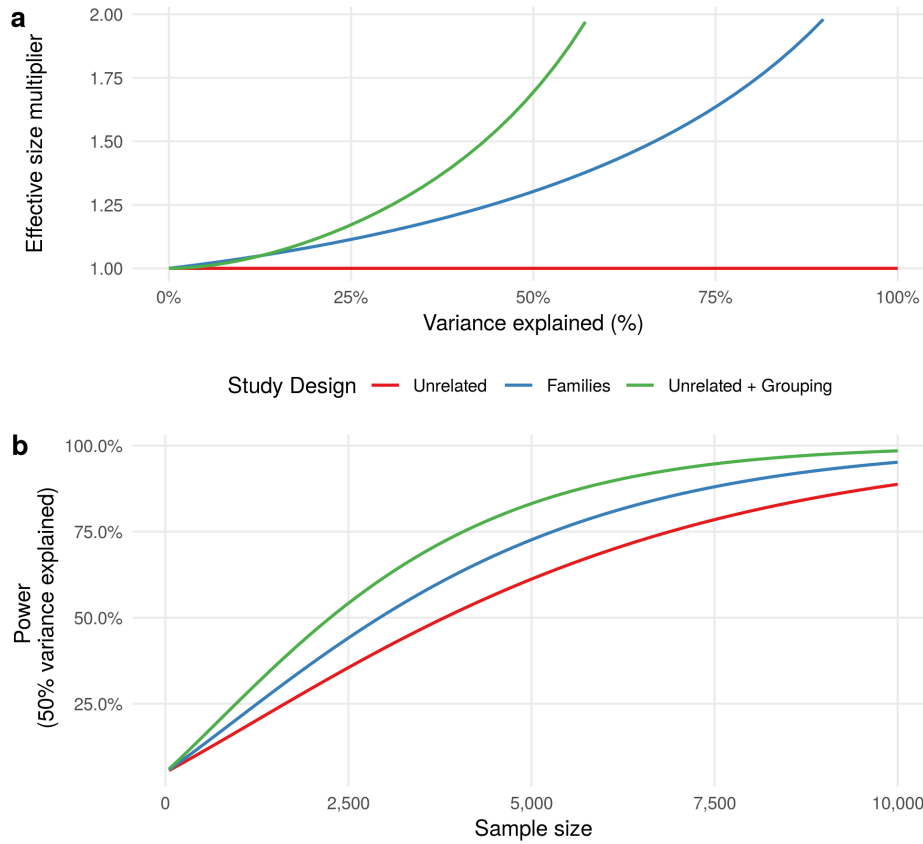 a
Effective size multiplier
2.00
1.75
1.50
1.25
1.00
0%
25%
50%
75%
100%
Variance explained (%)
Study Design
Unrelated
Families
Unrelated + Grouping
b
Power
(50% variance explained)
100.0%
75.0%
50.0%
25.0%
0
2,500
5,000
7,500
10,000
Sample size